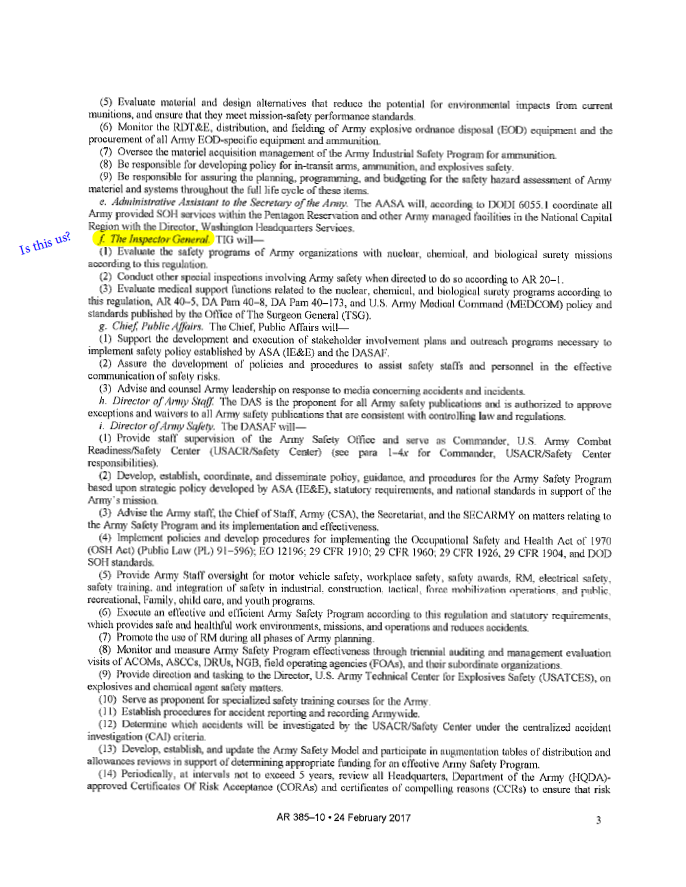 (5) Evaluate material and design alternatives that reduce the potential for environmental impacts from current
munitions, and ensure that they meet mission-safety performance standards.
(6) Monitor the RDT&E, distribution, and fielding of Army explosive ordnance disposal (EOD) equipment and the
procurement of all Army EOD-specific equipment and ammunition.
(7) Oversee the materiel acquisition management of the Army Industrial Safety Program for ammunition.
(8) Be responsible for developing policy for in-transit arms, ammunition, and explosives safety.
(9) Be responsible for assuring the planning, programming, and budgeting for the safety hazard assessment of Army
materiel and systems throughout the full life cycle of these items.
e. Administrative Assistant to the Secretary of the Army. The AASA will, according to DODI 6055.1 coordinate all
Army provided SOH services within the Pentagon Reservation and other Army managed facilities in the National Capital
Region with the Director, Washington Headquarters Services.
Is this us?
f. The Inspector General. TIG will—
(1) Evaluate the safety programs of Army organizations with nuclear, chemical, and biological surety missions
according to this regulation.
(2) Conduct other special inspections involving Army safety when directed to do so according to AR 20–1.
(3) Evaluate medical support functions related to the nuclear, chemical, and biological surety programs according to
this regulation, AR 40–5, DA Pam 40–8, DA Pam 40–173, and U.S. Army Medical Command (MEDCOM) policy and
standards published by the Office of The Surgeon General (TSG).
g. Chief, Public Affairs. The Chief, Public Affairs will—
(1) Support the development and execution of stakeholder involvement plans and outreach programs necessary to
implement safety policy established by ASA (IE&E) and the DASAF.
(2) Assure the development of policies and procedures to assist safety staffs and personnel in the effective
communication of safety risks.
(3) Advise and counsel Army leadership on response to media concerning accidents and incidents.
h. Director of Army Staff. The DAS is the proponent for all Army safety publications and is authorized to approve
exceptions and waivers to all Army safety publications that are consistent with controlling law and regulations.
i. Director of Army Safety. The DASAF will—
(1) Provide staff supervision of the Army Safety Office and serve as Commander, U.S. Army Combat
Readiness/Safety Center (USACR/Safety Center) (see para 1–4x for Commander, USACR/Safety Center
responsibilities).
(2) Develop, establish, coordinate, and disseminate policy, guidance, and procedures for the Army Safety Program
based upon strategic policy developed by ASA (IE&E), statutory requirements, and national standards in support of the
Army's mission.
(3) Advise the Army staff, the Chief of Staff, Army (CSA), the Secretariat, and the SECARMY on matters relating to
the Army Safety Program and its implementation and effectiveness.
(4) Implement policies and develop procedures for implementing the Occupational Safety and Health Act of 1970
(OSH Act) (Public Law (PL) 91–596); EO 12196; 29 CFR 1910; 29 CFR 1960; 29 CFR 1926, 29 CFR 1904, and DOD
SOH standards.
(5) Provide Army Staff oversight for motor vehicle safety, workplace safety, safety awards, RM, electrical safety,
safety training, and integration of safety in industrial, construction, tactical, force mobilization operations, and public,
recreational, Family, child care, and youth programs.
(6) Execute an effective and efficient Army Safety Program according to this regulation and statutory requirements,
which provides safe and healthful work environments, missions, and operations and reduces accidents.
(7) Promote the use of RM during all phases of Army planning.
(8) Monitor and measure Army Safety Program effectiveness through triennial auditing and management evaluation
visits of ACOMs, ASCCs, DRUs, NGB, field operating agencies (FOAs), and their subordinate organizations.
(9) Provide direction and tasking to the Director, U.S. Army Technical Center for Explosives Safety (USATCES), on
explosives and chemical agent safety matters.
(10) Serve as proponent for specialized safety training courses for the Army.
(11) Establish procedures for accident reporting and recording Armywide.
(12) Determine which accidents will be investigated by the USACR/Safety Center under the centralized accident
investigation (CAI) criteria.
(13) Develop, establish, and update the Army Safety Model and participate in augmentation tables of distribution and
allowances reviews in support of determining appropriate funding for an effective Army Safety Program.
(14) Periodically, at intervals not to exceed 5 years, review all Headquarters, Department of the Army (HQDA)-
approved Certificates Of Risk Acceptance (CORAs) and certificates of compelling reasons (CCRs) to ensure that risk
AR 385–10 • 24 February 2017
3